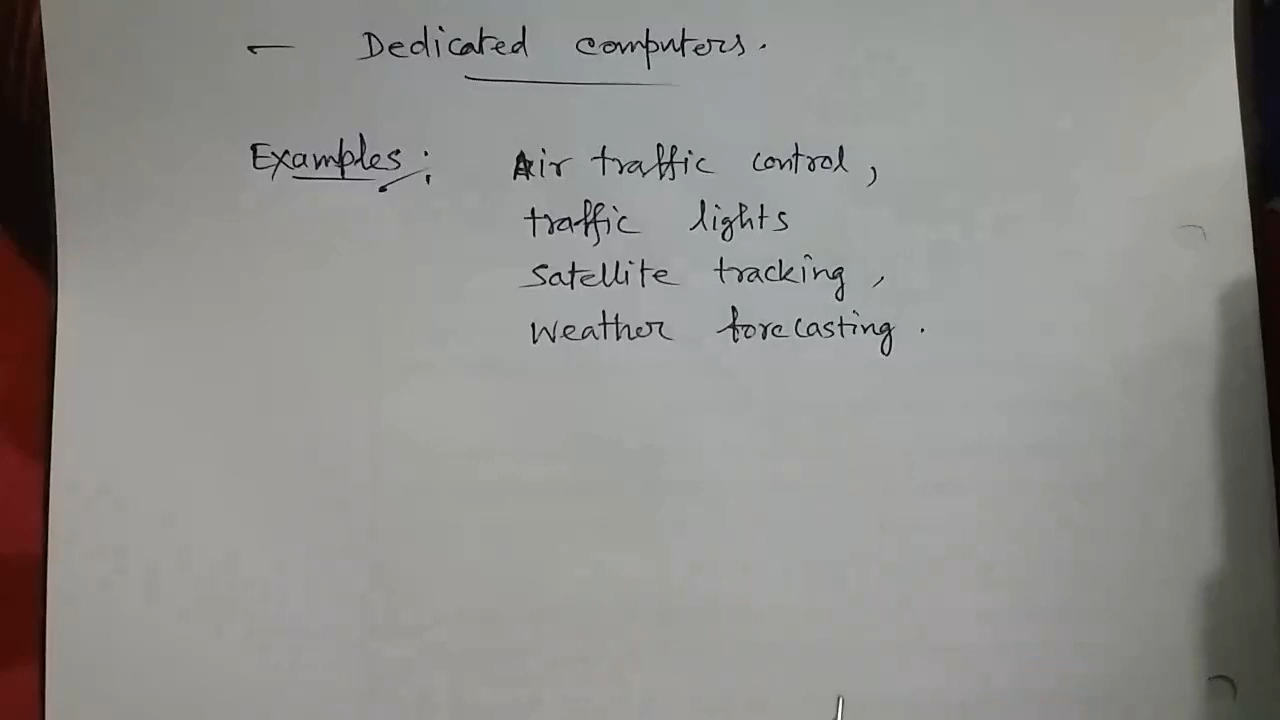 - Dedicated computers.
Examples: Air traffic control,
traffic lights
Satellite tracking,
Weather forecasting.